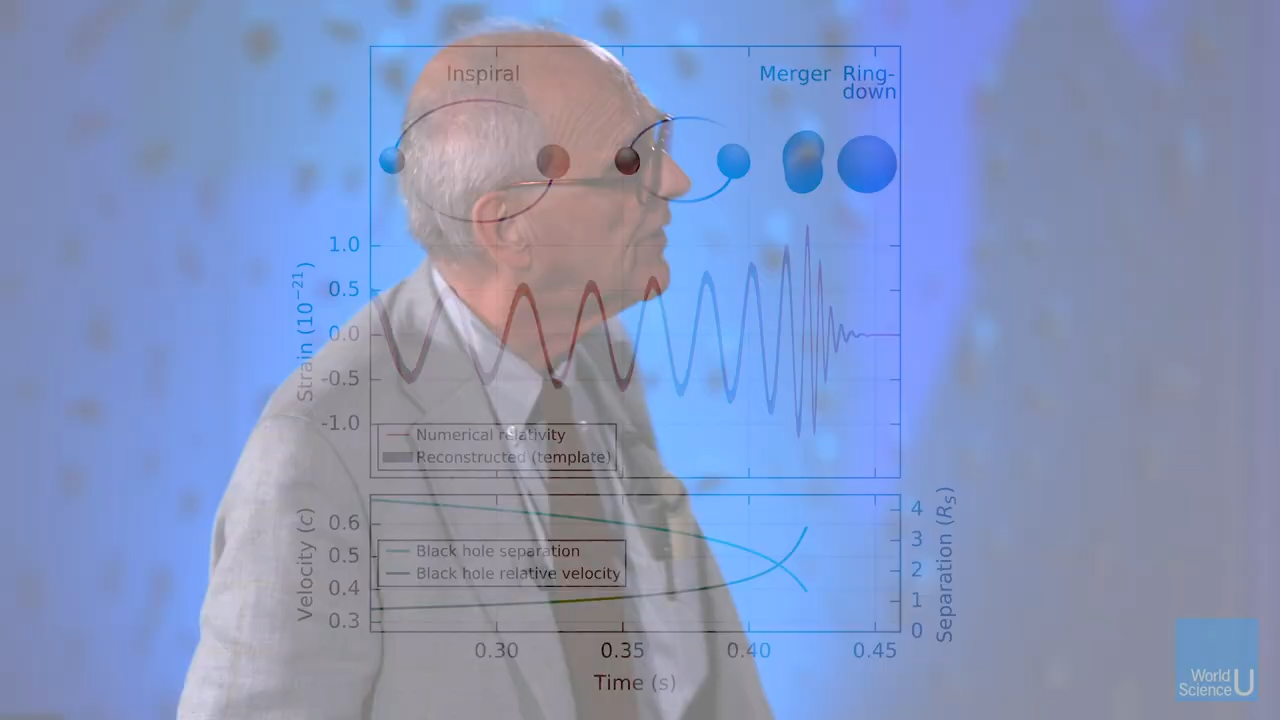 Inspiral
Merger
Ring-
down
Strain (10⁻²¹)
1.0
0.5
0.0
-0.5
-1.0
Numerical relativity
Reconstructed (template)
Velocity (c)
0.6
0.5
0.4
0.3
Black hole separation
Black hole relative velocity
4
3
2
1
0
Separation (R_S)
0.30 0.35 0.40 0.45
Time (s)
World
Science U